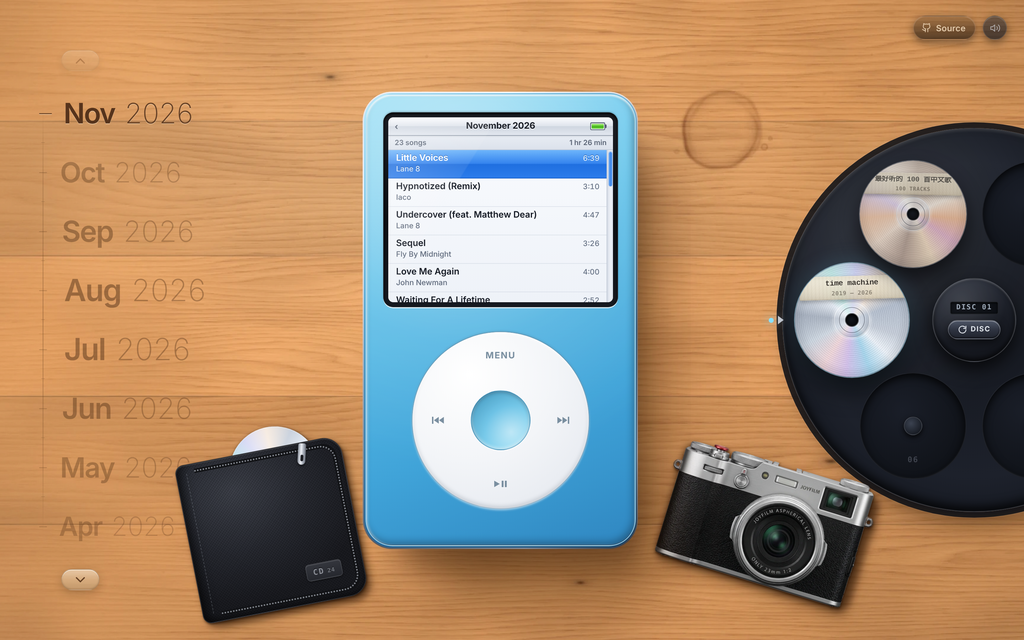 Source
Nov 2026
Oct 2026
Sep 2026
Aug 2026
Jul 2026
Jun 2026
May 2026
Apr 2026
November 2026
23 songs 1 hr 26 min
Little Voices 6:39
Lane 8
Hypnotized (Remix) 3:10
Iaco
Undercover (feat. Matthew Dear) 4:47
Lane 8
Sequel 3:26
Fly By Midnight
Love Me Again 4:00
John Newman
Waiting For A Lifetime 2:52
MENU
CD 24
最好听的 100 首中文歌
100 TRACKS
time machine
2019 — 2026
DISC 01
DISC
06
JOYFILM
JOYFILM ASPHERICAL LENS